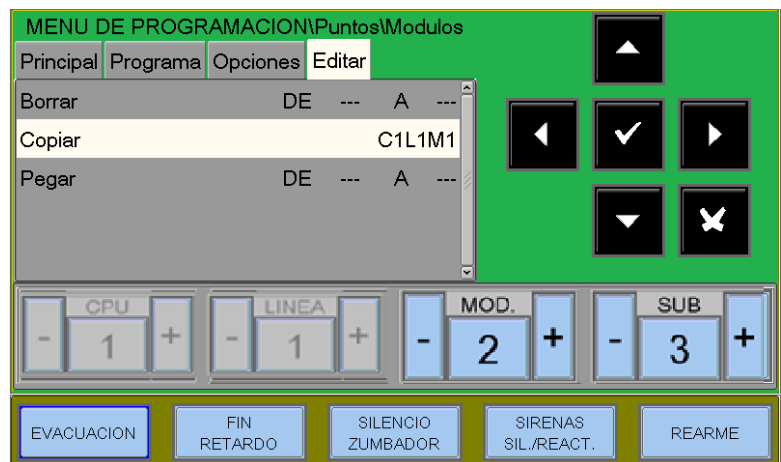 MENU DE PROGRAMACION\Puntos\Modulos
Principal Programa Opciones Editar
Borrar DE --- A ---
Copiar C1L1M1
Pegar DE --- A ---
CPU LINEA MOD. SUB
- 1 + - 1 + - 2 + - 3 +
EVACUACION FIN RETARDO SILENCIO ZUMBADOR SIRENAS SIL./REACT. REARME